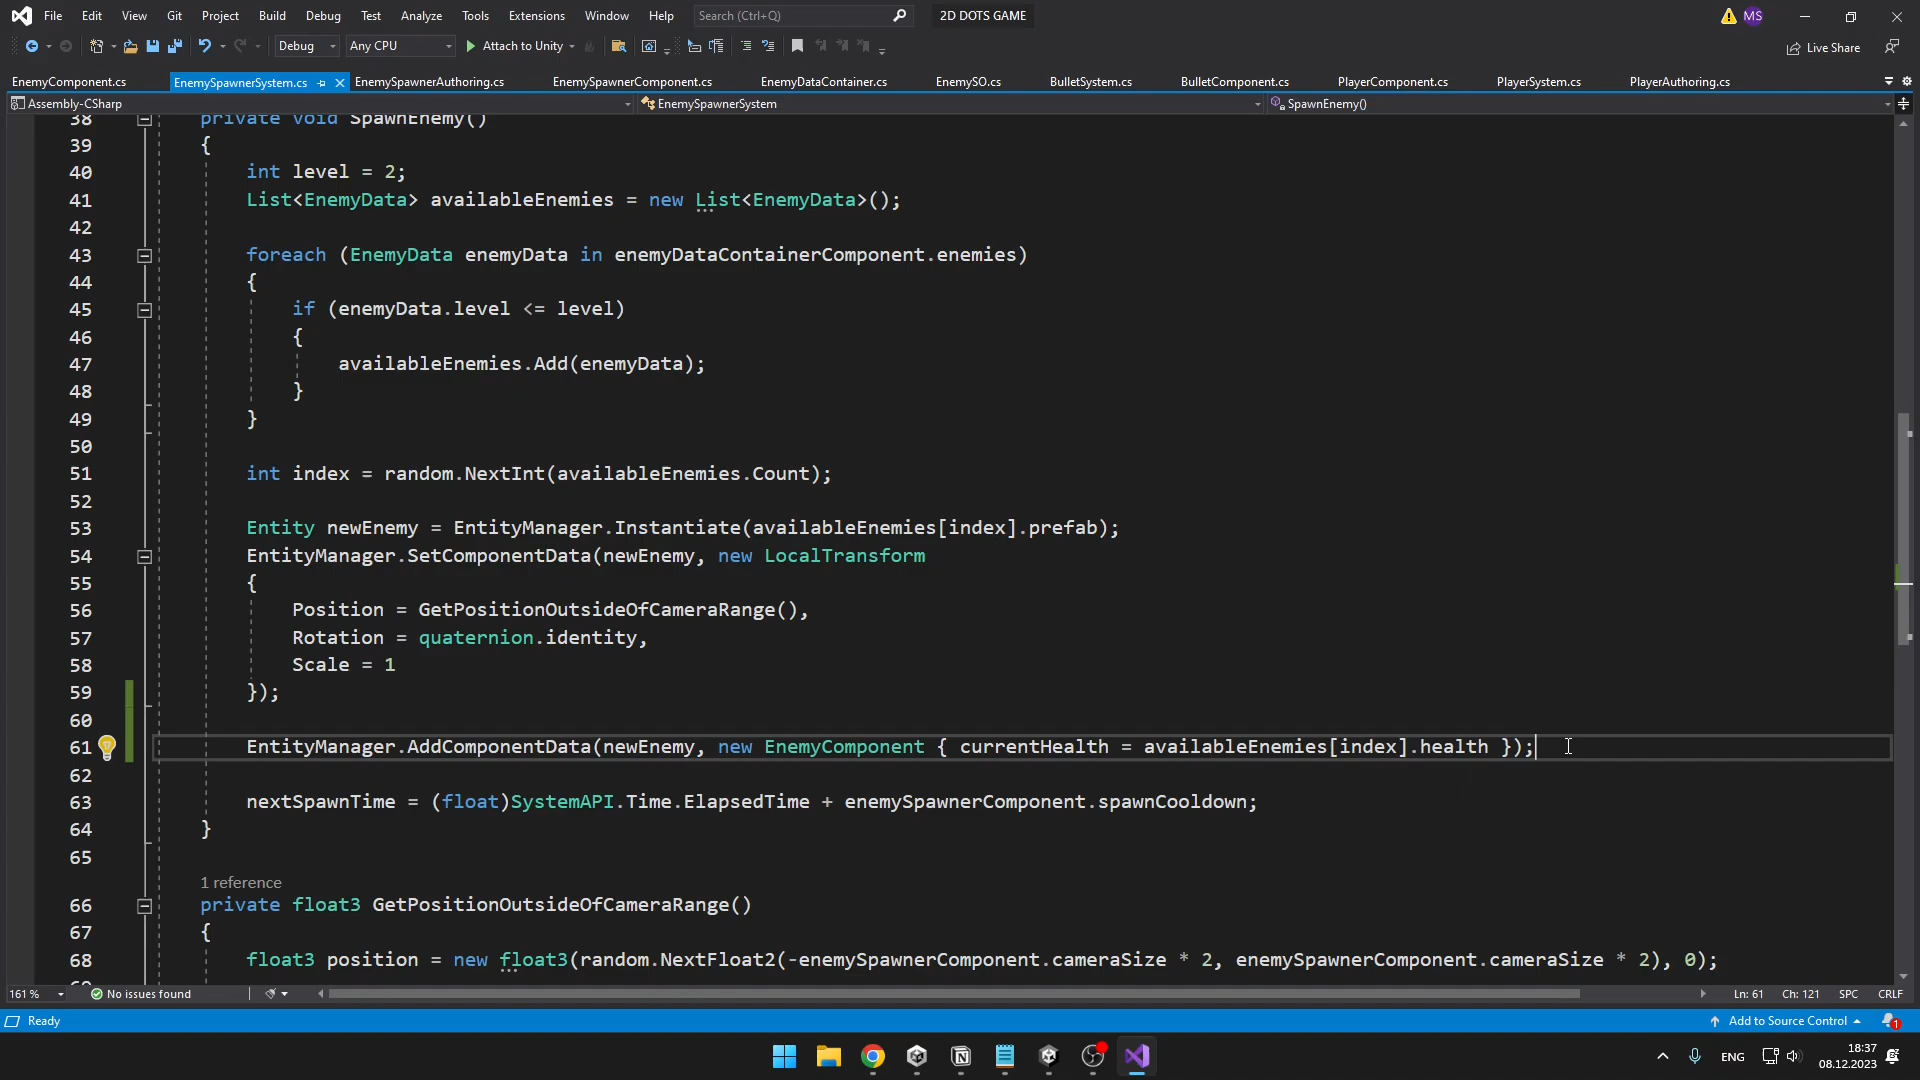 File Edit View Git Project Build Debug Test Analyze Tools Extensions Window Help Search (Ctrl+Q) 2D DOTS GAME MS
Debug Any CPU Attach to Unity Live Share
EnemyComponent.cs EnemySpawnerSystem.cs EnemySpawnerAuthoring.cs EnemySpawnerComponent.cs EnemyDataContainer.cs EnemySO.cs BulletSystem.cs BulletComponent.cs PlayerComponent.cs PlayerSystem.cs PlayerAuthoring.cs
Assembly-CSharp EnemySpawnerSystem SpawnEnemy()
38 private void SpawnEnemy()
39 {
40 int level = 2;
41 List<EnemyData> availableEnemies = new List<EnemyData>();
42
43 foreach (EnemyData enemyData in enemyDataContainerComponent.enemies)
44 {
45 if (enemyData.level <= level)
46 {
47 availableEnemies.Add(enemyData);
48 }
49 }
50
51 int index = random.NextInt(availableEnemies.Count);
52
53 Entity newEnemy = EntityManager.Instantiate(availableEnemies[index].prefab);
54 EntityManager.SetComponentData(newEnemy, new LocalTransform
55 {
56 Position = GetPositionOutsideOfCameraRange(),
57 Rotation = quaternion.identity,
58 Scale = 1
59 });
60
61 EntityManager.AddComponentData(newEnemy, new EnemyComponent { currentHealth = availableEnemies[index].health });
62
63 nextSpawnTime = (float)SystemAPI.Time.ElapsedTime + enemySpawnerComponent.spawnCooldown;
64 }
65
1 reference
66 private float3 GetPositionOutsideOfCameraRange()
67 {
68 float3 position = new float3(random.NextFloat2(-enemySpawnerComponent.cameraSize * 2, enemySpawnerComponent.cameraSize * 2), 0);
161 % No issues found Ln: 61 Ch: 121 SPC CRLF
Ready Add to Source Control 1
ENG 18:37
08.12.2023